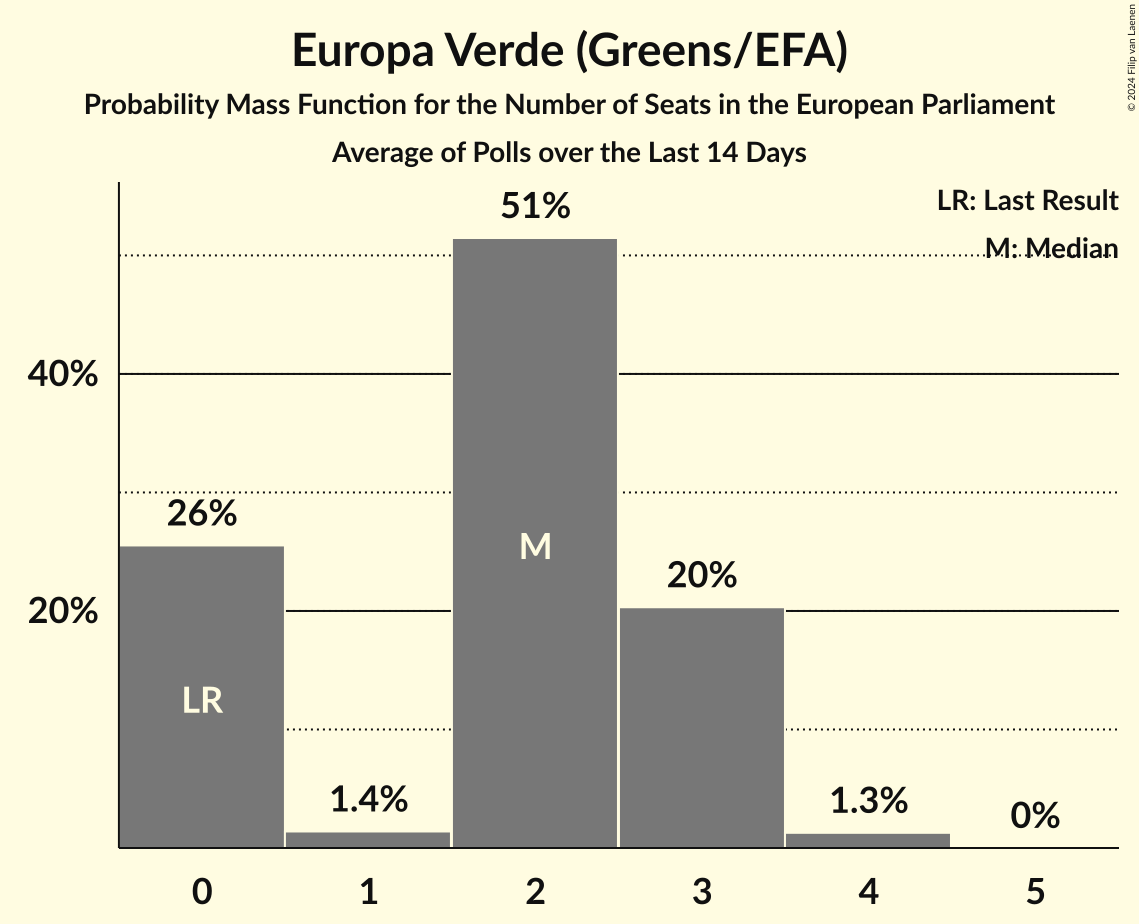 Europa Verde (Greens/EFA)
Probability Mass Function for the Number of Seats in the European Parliament
Average of Polls over the Last 14 Days
© 2024 Filip van Laenen
LR: Last Result
M: Median
51%
40%
26%
M
20%
20%
LR
1.4%
1.3%
0%
0 1 2 3 4 5